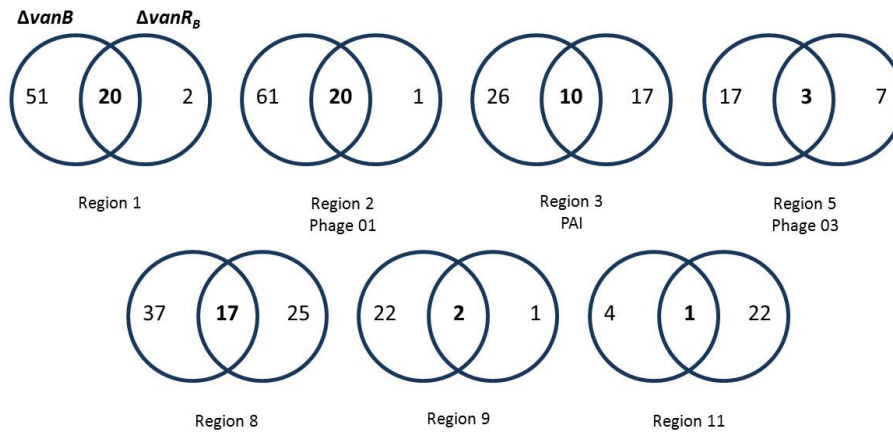 ΔvanB ΔvanR_B
51 20 2 61 20 1 26 10 17 17 3 7
Region 1 Region 2 Region 3 Region 5
Phage 01 PAI Phage 03
37 17 25 22 2 1 4 1 22
Region 8 Region 9 Region 11